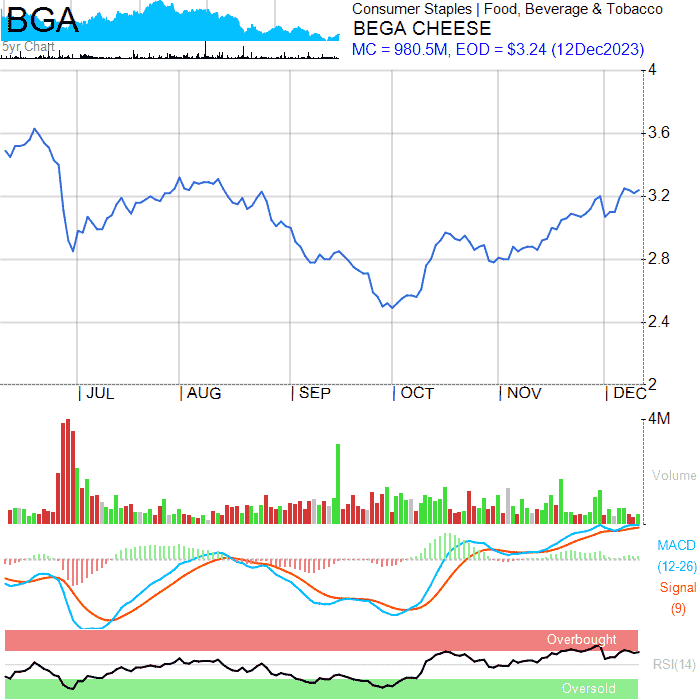 BGA
5yr Chart
Consumer Staples | Food, Beverage & Tobacco
BEGA CHEESE
MC = 980.5M, EOD = $3.24 (12Dec2023)
4
3.6
3.2
2.8
2.4
2
| JUL | AUG | SEP | OCT | NOV | DEC
4M
Volume
MACD
(12-26)
Signal
(9)
Overbought
RSI(14)
Oversold